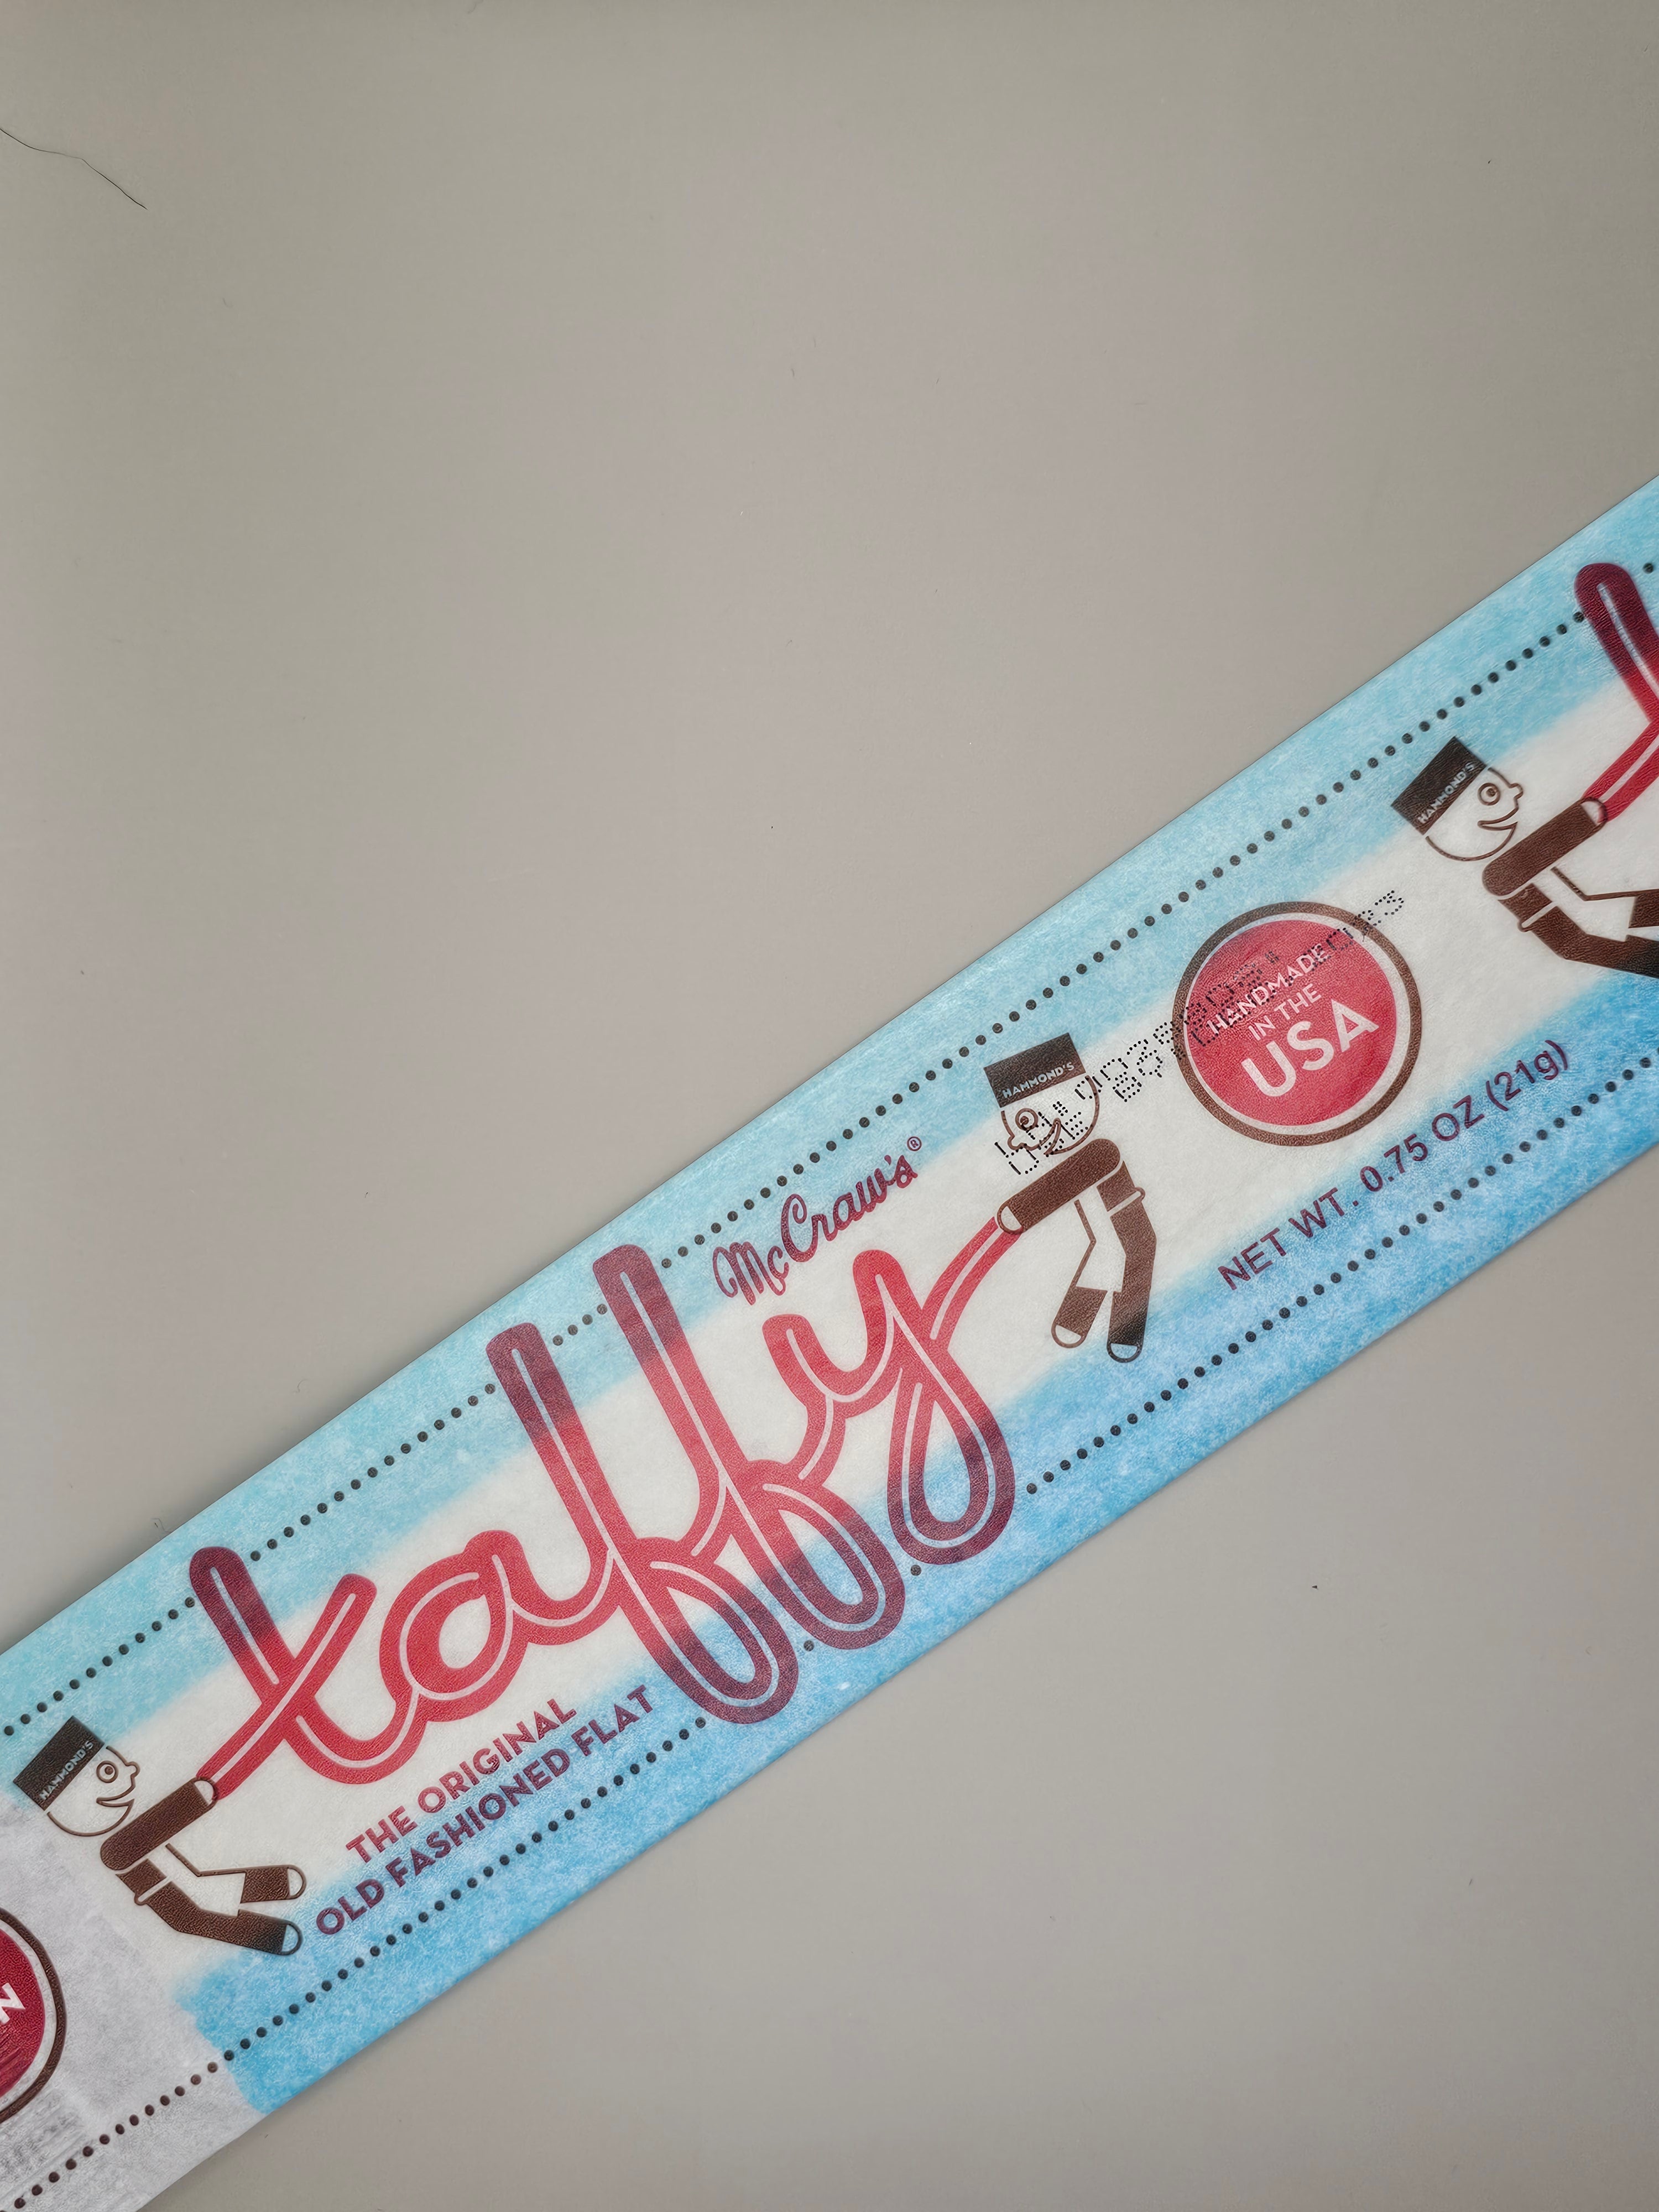 HAMMOND'S
taffy
McCraw's®
THE ORIGINAL
OLD FASHIONED FLAT
HAMMOND'S
HANDMADE
IN THE
USA
NET WT. 0.75 OZ (21g)
HAMMOND'S